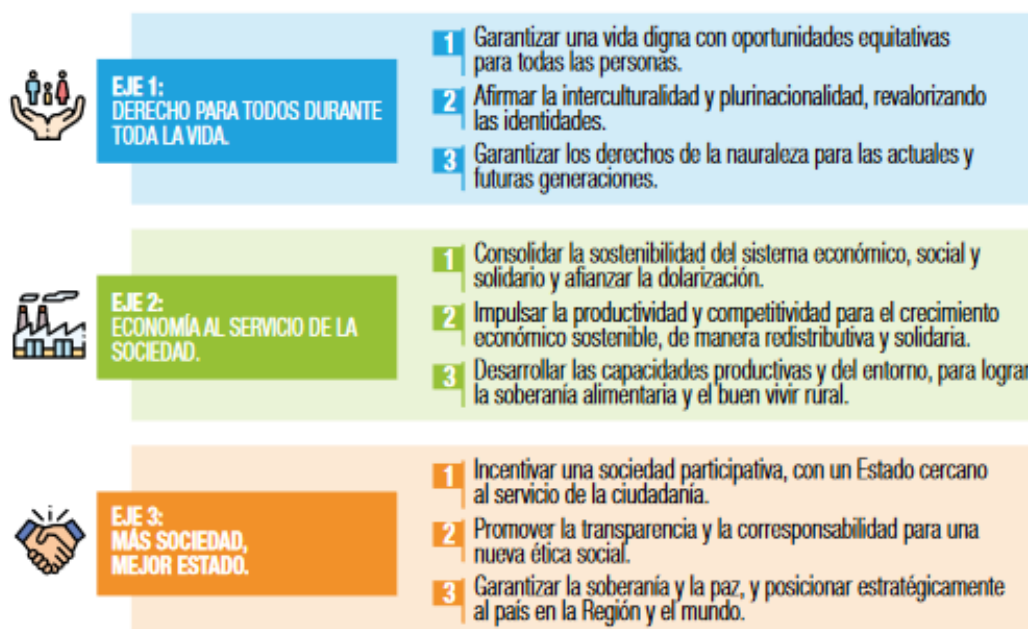 EJE 1:
DERECHO PARA TODOS DURANTE
TODA LA VIDA.
1 Garantizar una vida digna con oportunidades equitativas
para todas las personas.
2 Afirmar la interculturalidad y plurinacionalidad, revalorizando
las identidades.
3 Garantizar los derechos de la nauraleza para las actuales y
futuras generaciones.
EJE 2:
ECONOMÍA AL SERVICIO DE LA
SOCIEDAD.
1 Consolidar la sostenibilidad del sistema económico, social y
solidario y afianzar la dolarización.
2 Impulsar la productividad y competitividad para el crecimiento
económico sostenible, de manera redistributiva y solidaria.
3 Desarrollar las capacidades productivas y del entorno, para lograr
la soberanía alimentaria y el buen vivir rural.
EJE 3:
MÁS SOCIEDAD,
MEJOR ESTADO.
1 Incentivar una sociedad participativa, con un Estado cercano
al servicio de la ciudadanía.
2 Promover la transparencia y la corresponsabilidad para una
nueva ética social.
3 Garantizar la soberanía y la paz, y posicionar estratégicamente
al país en la Región y el mundo.